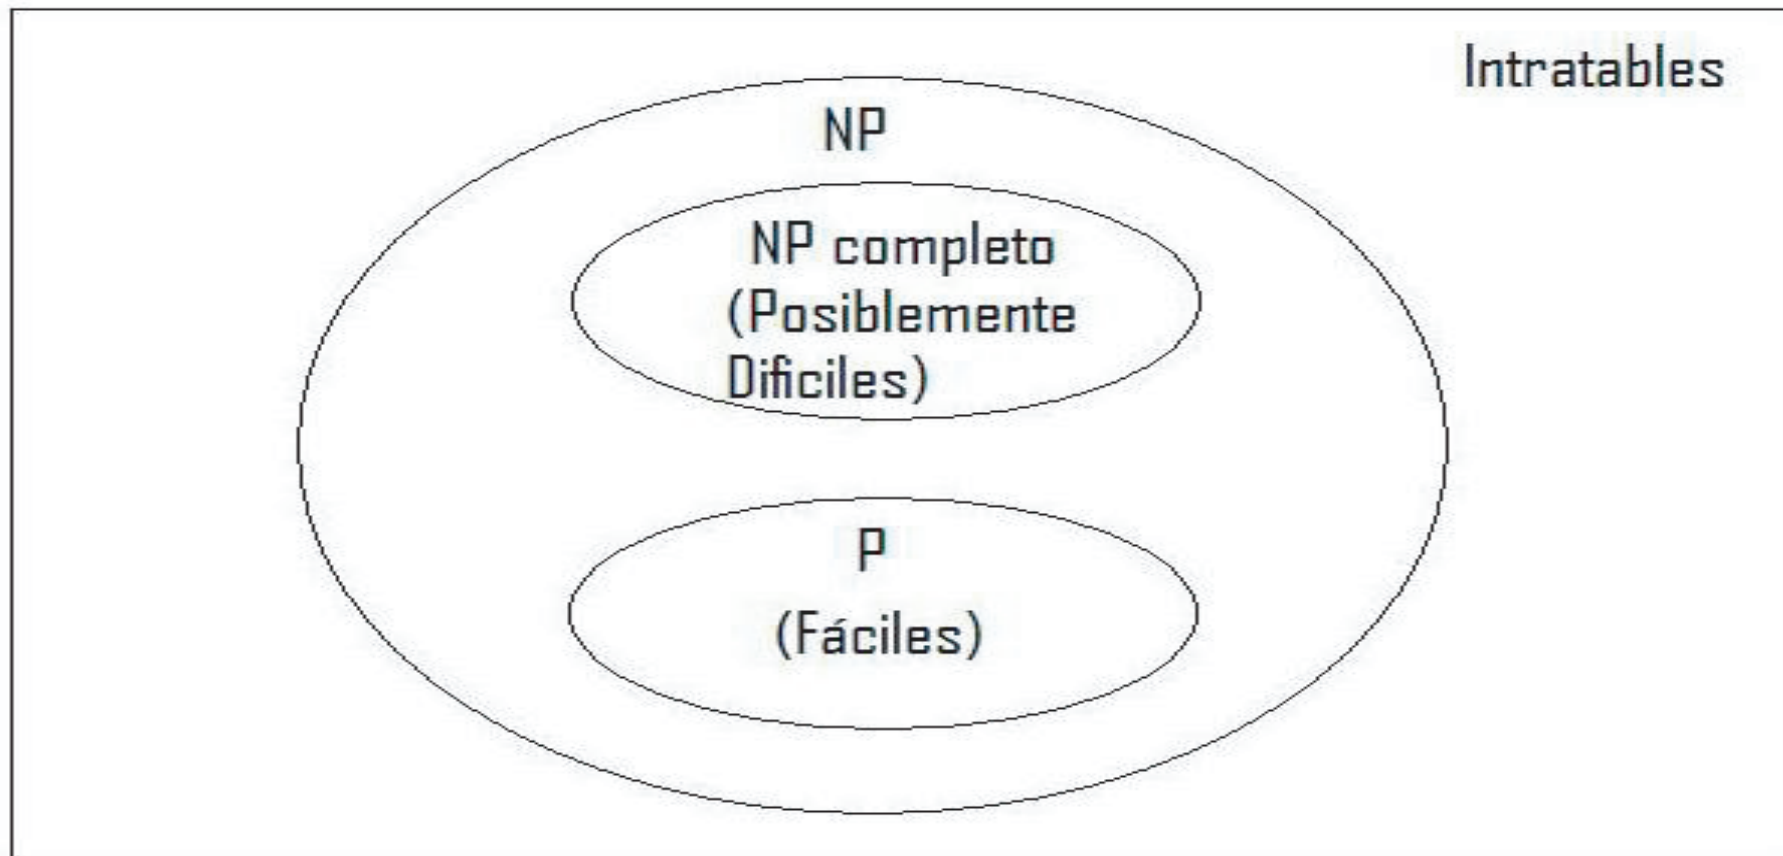 Intratables
NP
NP completo
(Posiblemente
Dificiles)
P
(Fáciles)